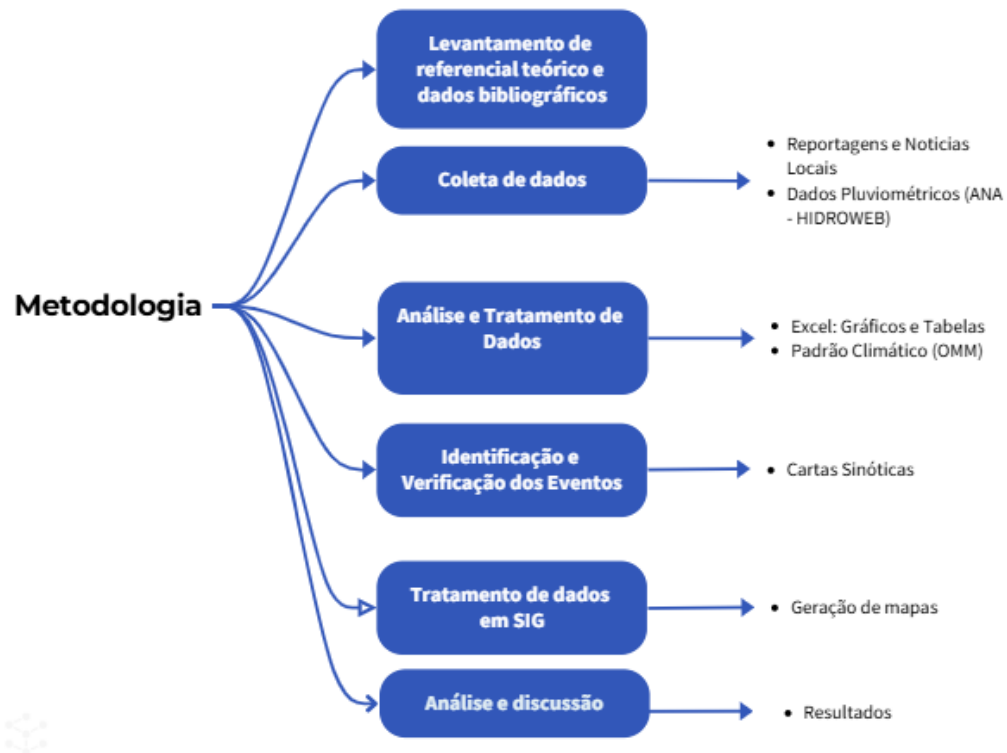 Metodologia
Levantamento de
referencial teórico e
dados bibliográficos
Coleta de dados
• Reportagens e Noticias
Locais
• Dados Pluviométricos (ANA
- HIDROWEB)
Análise e Tratamento de
Dados
• Excel: Gráficos e Tabelas
• Padrão Climático (OMM)
Identificação e
Verificação dos Eventos
• Cartas Sinóticas
Tratamento de dados
em SIG
• Geração de mapas
Análise e discussão
• Resultados